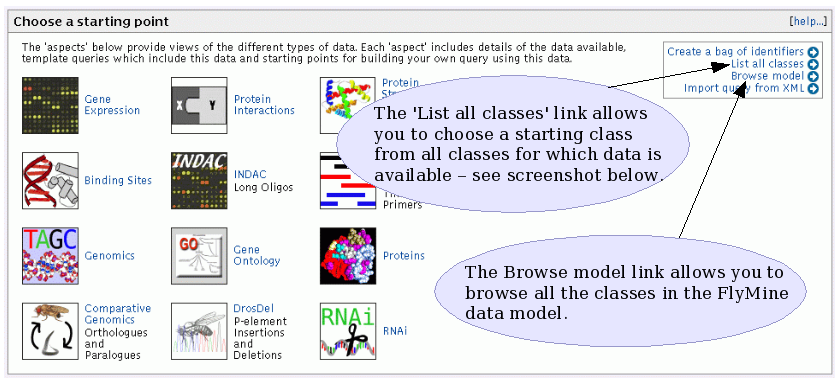 Choose a starting point
[help...]
The 'aspects' below provide views of the different types of data. Each 'aspect' includes details of the data available,
template queries which include this data and starting points for building your own query using this data.
Create a bag of identifiers
List all classes
Browse model
Import query from XML
Gene
Expression
Protein
Interactions
Protein
The 'List all classes' link allows
you to choose a starting class
from all classes for which data is
available – see screenshot below.
Binding Sites
INDAC
INDAC
Long Oligos
Primers
TAGC
Genomics
GO
Gene
Ontology
Proteins
The Browse model link allows you to
browse all the classes in the FlyMine
data model.
Comparative
Genomics
Orthologues
and
Paralogues
DrosDel
P-element
Insertions
and
Deletions
RNAi
RNAi
X Y